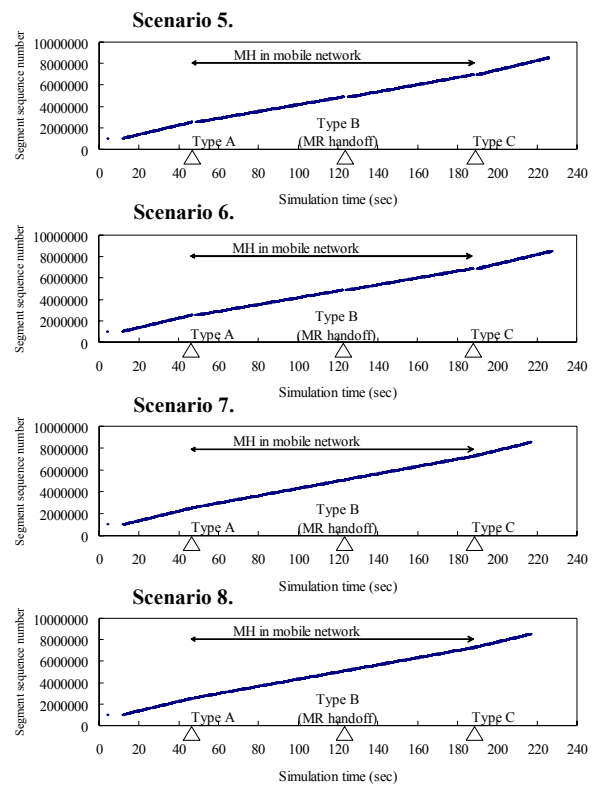 Scenario 5.
Segment sequence number
10000000
8000000
6000000
4000000
2000000
0
MH in mobile network
Type A
Type B
(MR handoff)
Type C
0 20 40 60 80 100 120 140 160 180 200 220 240
Simulation time (sec)
Scenario 6.
Segment sequence number
10000000
8000000
6000000
4000000
2000000
0
MH in mobile network
Type A
Type B
(MR handoff)
Type C
0 20 40 60 80 100 120 140 160 180 200 220 240
Simulation time (sec)
Scenario 7.
Segment sequence number
10000000
8000000
6000000
4000000
2000000
0
MH in mobile network
Type A
Type B
(MR handoff)
Type C
0 20 40 60 80 100 120 140 160 180 200 220 240
Simulation time (sec)
Scenario 8.
Segment sequence number
10000000
8000000
6000000
4000000
2000000
0
MH in mobile network
Type A
Type B
(MR handoff)
Type C
0 20 40 60 80 100 120 140 160 180 200 220 240
Simulation time (sec)